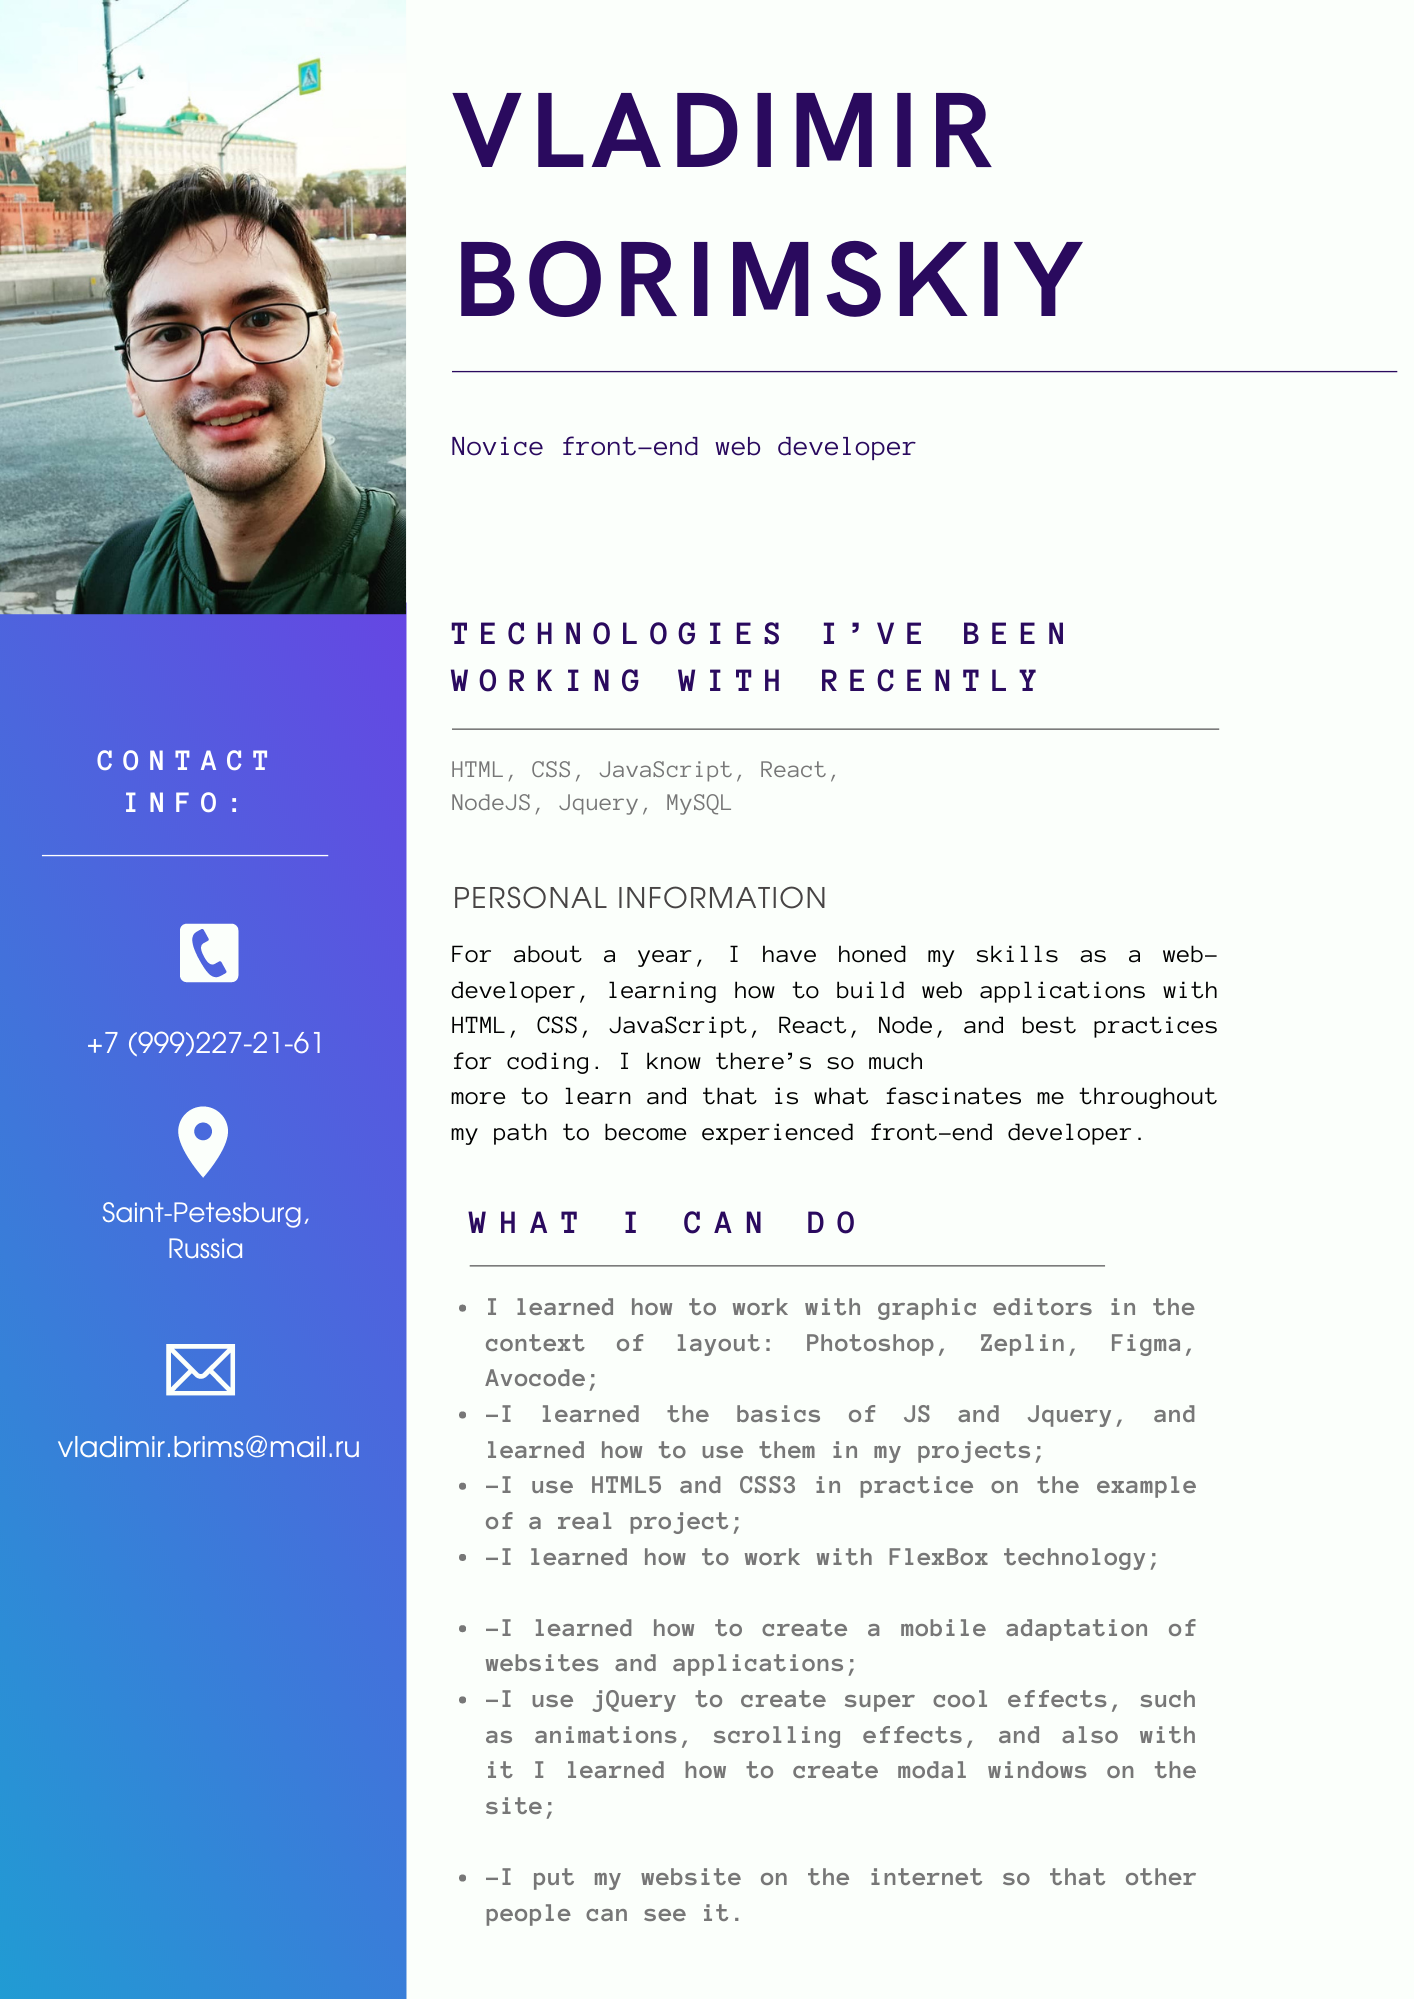 VLADIMIR
BORIMSKIY
Novice front-end web developer
TECHNOLOGIES I'VE BEEN
WORKING WITH RECENTLY
HTML, CSS, JavaScript, React,
NodeJS, Jquery, MySQL
PERSONAL INFORMATION
For about a year, I have honed my skills as a web-
developer, learning how to build web applications with
HTML, CSS, JavaScript, React, Node, and best practices
for coding. I know there's so much
more to learn and that is what fascinates me throughout
my path to become experienced front-end developer.
WHAT I CAN DO
• I learned how to work with graphic editors in the
context of layout: Photoshop, Zeplin, Figma,
Avocode;
• -I learned the basics of JS and Jquery, and
learned how to use them in my projects;
• -I use HTML5 and CSS3 in practice on the example
of a real project;
• -I learned how to work with FlexBox technology;
• -I learned how to create a mobile adaptation of
websites and applications;
• -I use jQuery to create super cool effects, such
as animations, scrolling effects, and also with
it I learned how to create modal windows on the
site;
• -I put my website on the internet so that other
people can see it.
CONTACT
INFO:
+7 (999)227-21-61
Saint-Petesburg,
Russia
vladimir.brims@mail.ru